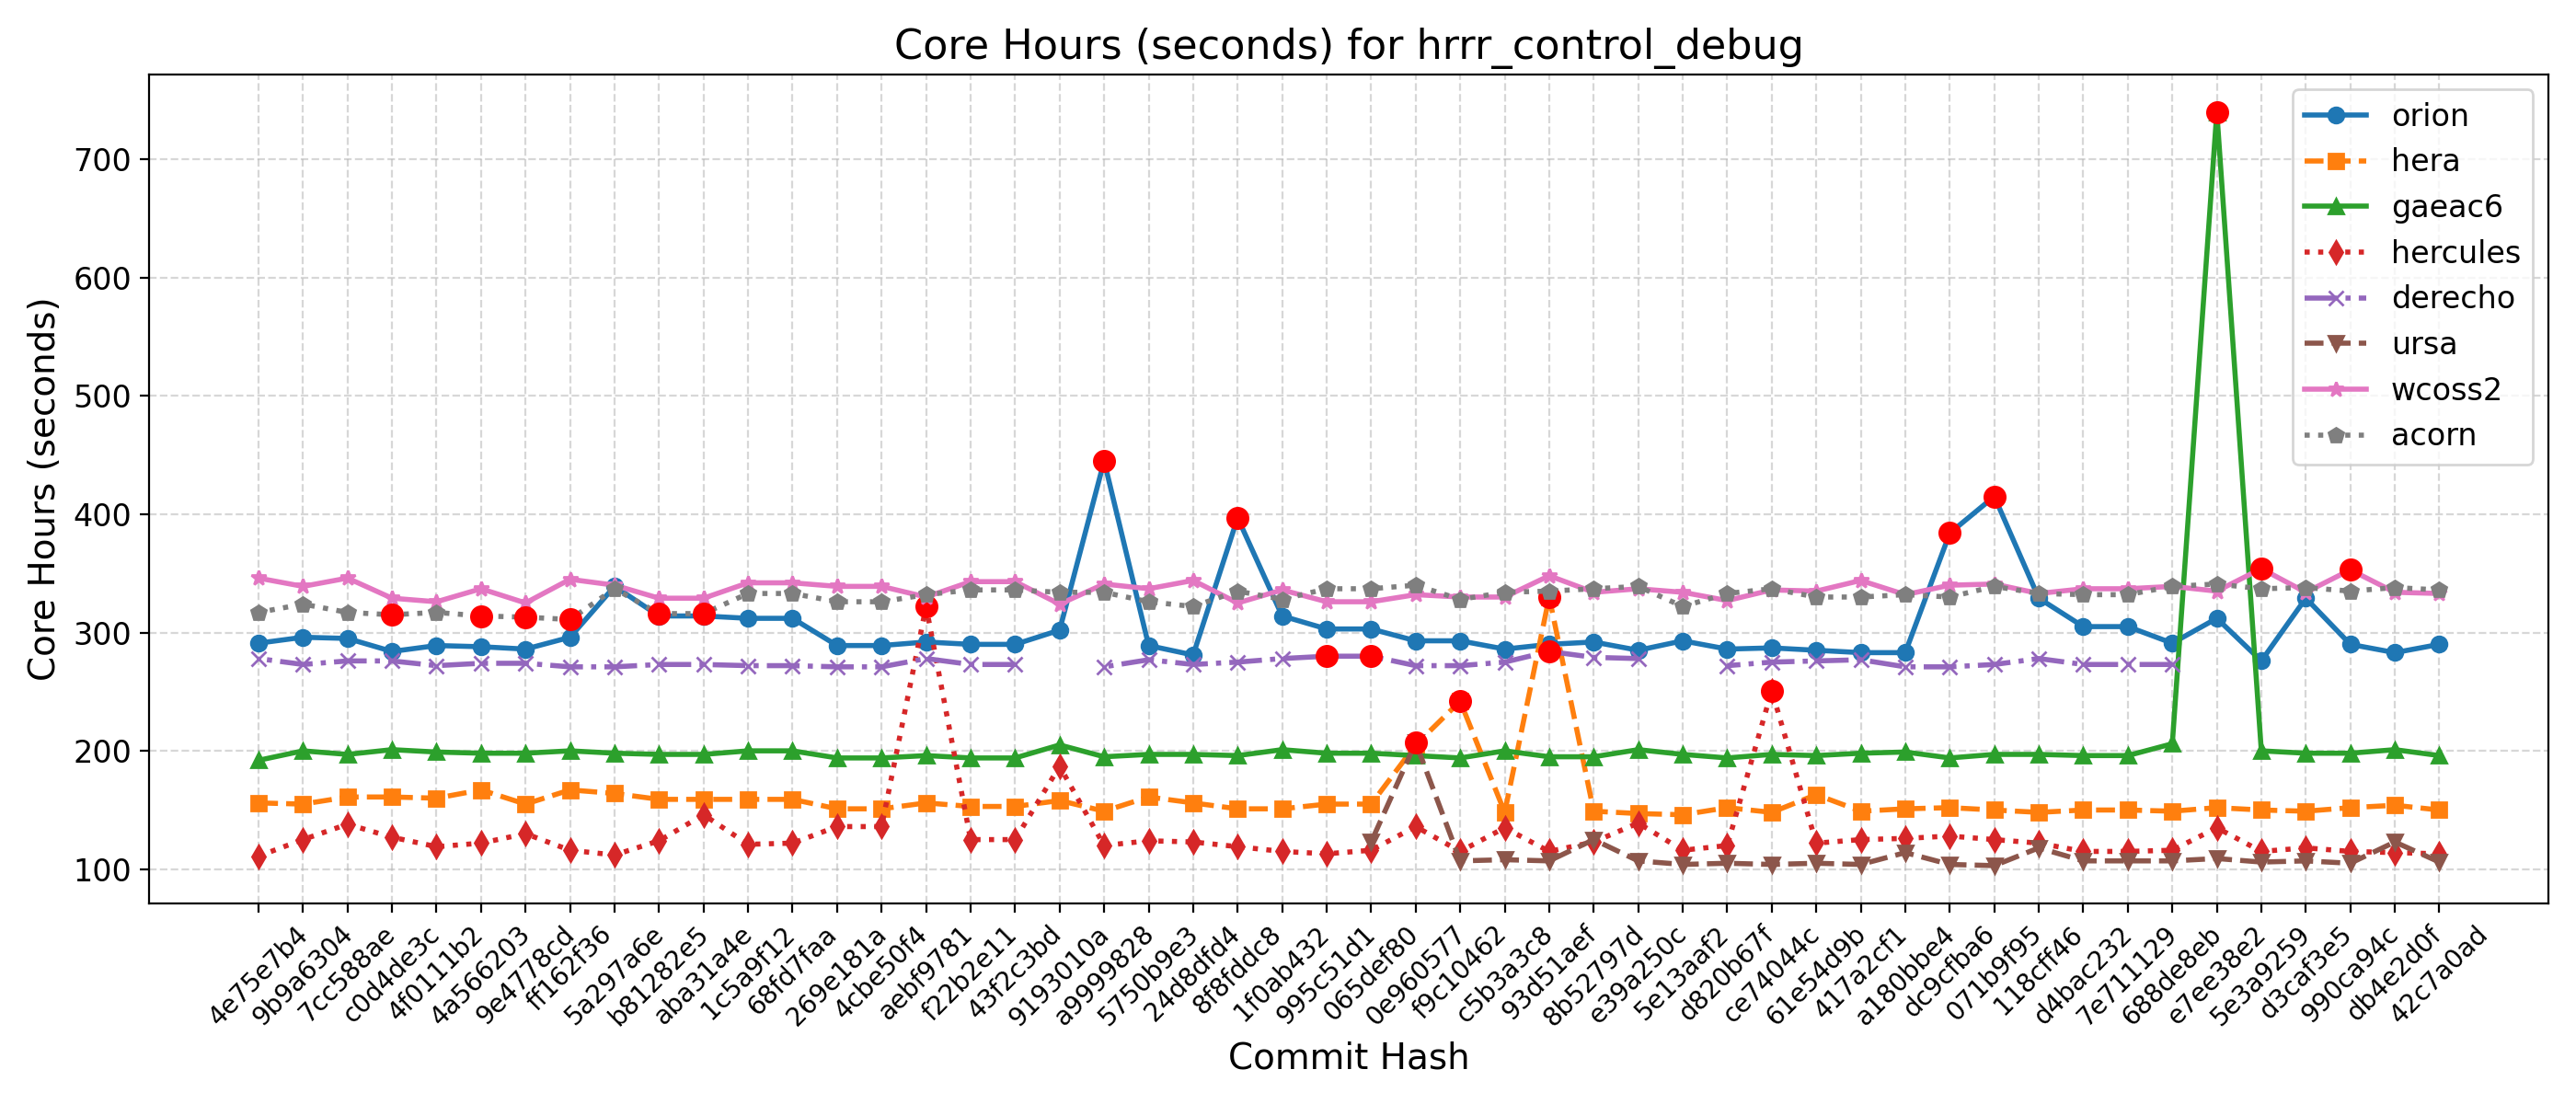 Core Hours (seconds) for hrrr_control_debug
Core Hours (seconds)
700
600
500
400
300
200
100
orion
hera
gaeac6
hercules
derecho
ursa
wcoss2
acorn
4e75e7b4
9b9a6304
7cc588ae
c0d4de3c
4f0111b2
4a566203
9e4778cd
ff162f36
5a297a6e
b81282e5
aba31a4e
1c5a9f12
68fd7faa
269e181a
4cbe50f4
aebf9781
f22b2e11
43f2c3bd
9193010a
a9999828
5750b9e3
24d8dfd4
8f8fddc8
1f0ab432
995c51d1
065def80
0e960577
f9c10462
c5b3a3c8
93d51aef
8b52797d
e39a250c
5e13aaf2
d820b67f
ce74044c
61e54d9b
417a2cf1
a180bbe4
dc9cfba6
071b9f95
118cff46
d4bac232
7e711129
688de8eb
e7ee38e2
5e3a9259
d3caf3e5
990ca94c
db4e2d0f
42c7a0ad
Commit Hash